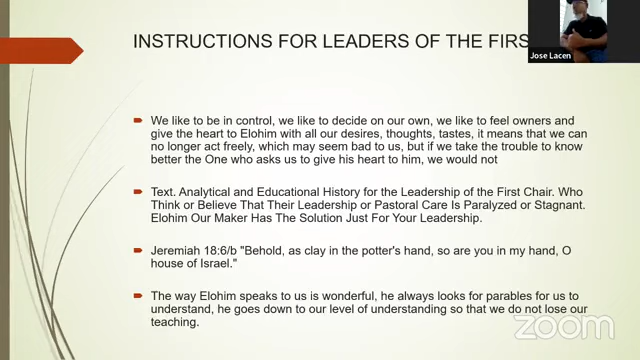 INSTRUCTIONS FOR LEADERS OF THE FIRS
Jose Lacen
We like to be in control, we like to decide on our own, we like to feel owners and
give the heart to Elohim with all our desires, thoughts, tastes, it means that we can
no longer act freely, which may seem bad to us, but if we take the trouble to know
better the One who asks us to give his heart to him, we would not
Text. Analytical and Educational History for the Leadership of the First Chair. Who
Think or Believe That Their Leadership or Pastoral Care Is Paralyzed or Stagnant.
Elohim Our Maker Has The Solution Just For Your Leadership.
Jeremiah 18:6/b "Behold, as clay in the potter's hand, so are you in my hand, O
house of Israel."
The way Elohim speaks to us is wonderful, he always looks for parables for us to
understand, he goes down to our level of understanding so that we do not lose our
teaching.
zoom